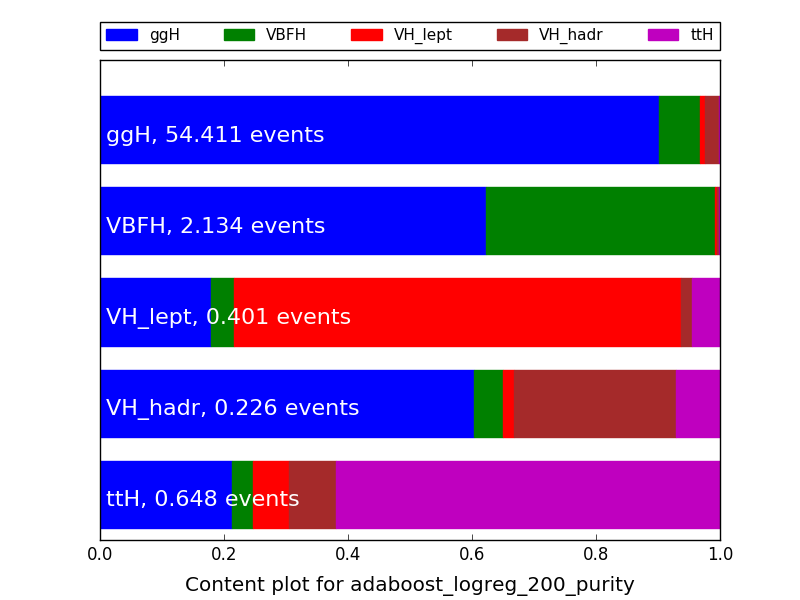 ggH VBFH VH_lept VH_hadr ttH
ggH, 54.411 events
VBFH, 2.134 events
VH_lept, 0.401 events
VH_hadr, 0.226 events
ttH, 0.648 events
0.0 0.2 0.4 0.6 0.8 1.0
Content plot for adaboost_logreg_200_purity